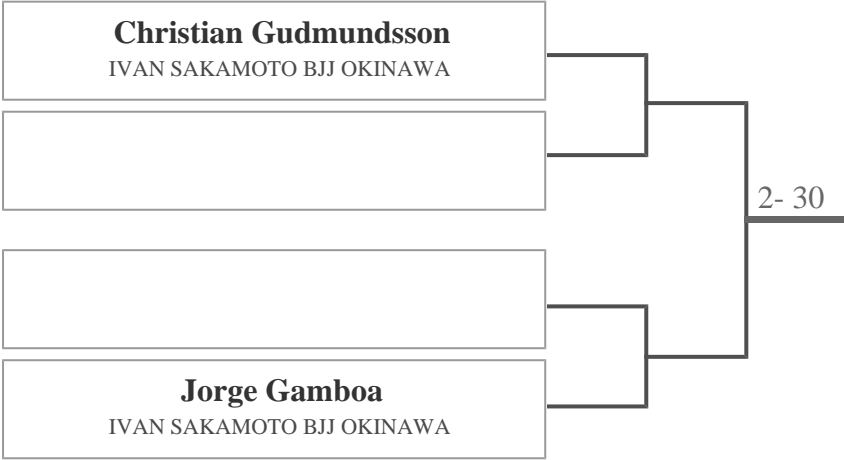 Christian Gudmundsson
IVAN SAKAMOTO BJJ OKINAWA
2- 30
Jorge Gamboa
IVAN SAKAMOTO BJJ OKINAWA